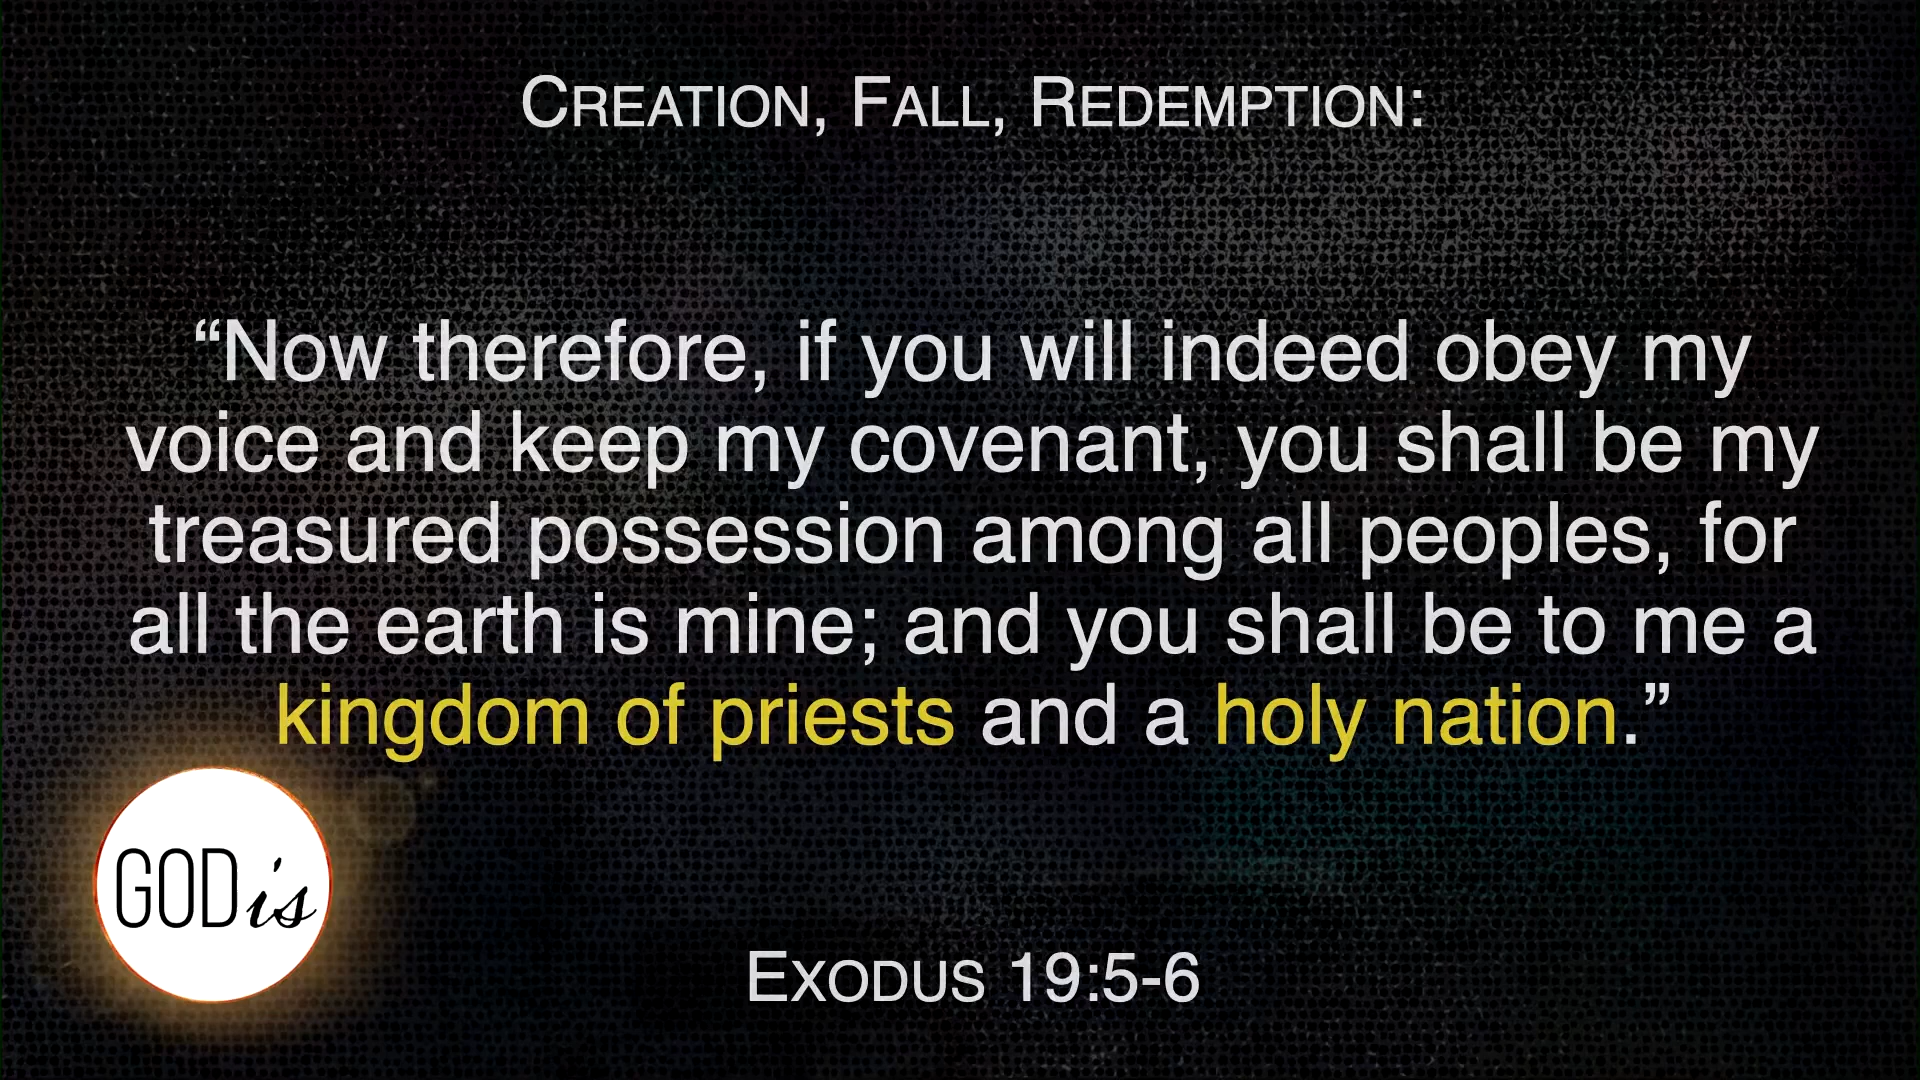 Creation, Fall, Redemption:
“Now therefore, if you will indeed obey my
voice and keep my covenant, you shall be my
treasured possession among all peoples, for
all the earth is mine; and you shall be to me a
kingdom of priests and a holy nation.”
GOD is
Exodus 19:5-6